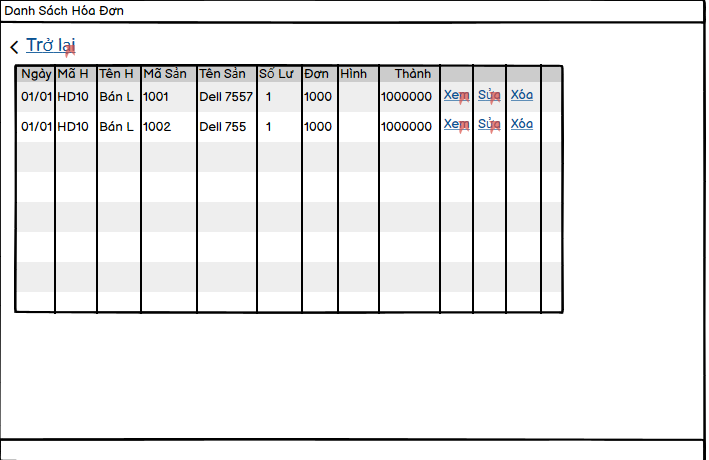 Danh Sách Hóa Đơn
Trở lại
Ngày Mã H Tên H Mã Sản Tên Sản Số Lư Đơn Hình Thành
01/01 HD10 Bán L 1001 Dell 7557 1 1000 1000000 Xem Sửa Xóa
01/01 HD10 Bán L 1002 Dell 755 1 1000 1000000 Xem Sửa Xóa